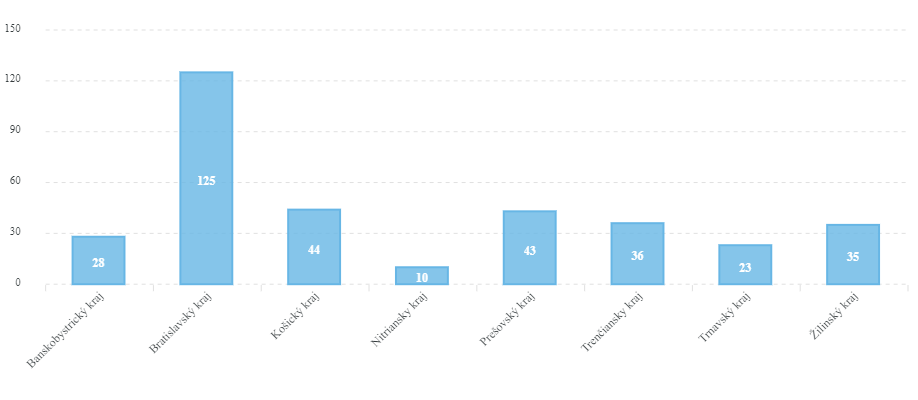 150
120
90
60
30
0
28
125
44
10
43
36
23
35
Banskobystrický kraj
Bratislavský kraj
Košický kraj
Nitriansky kraj
Prešovský kraj
Trenčiansky kraj
Trnavský kraj
Žilinský kraj